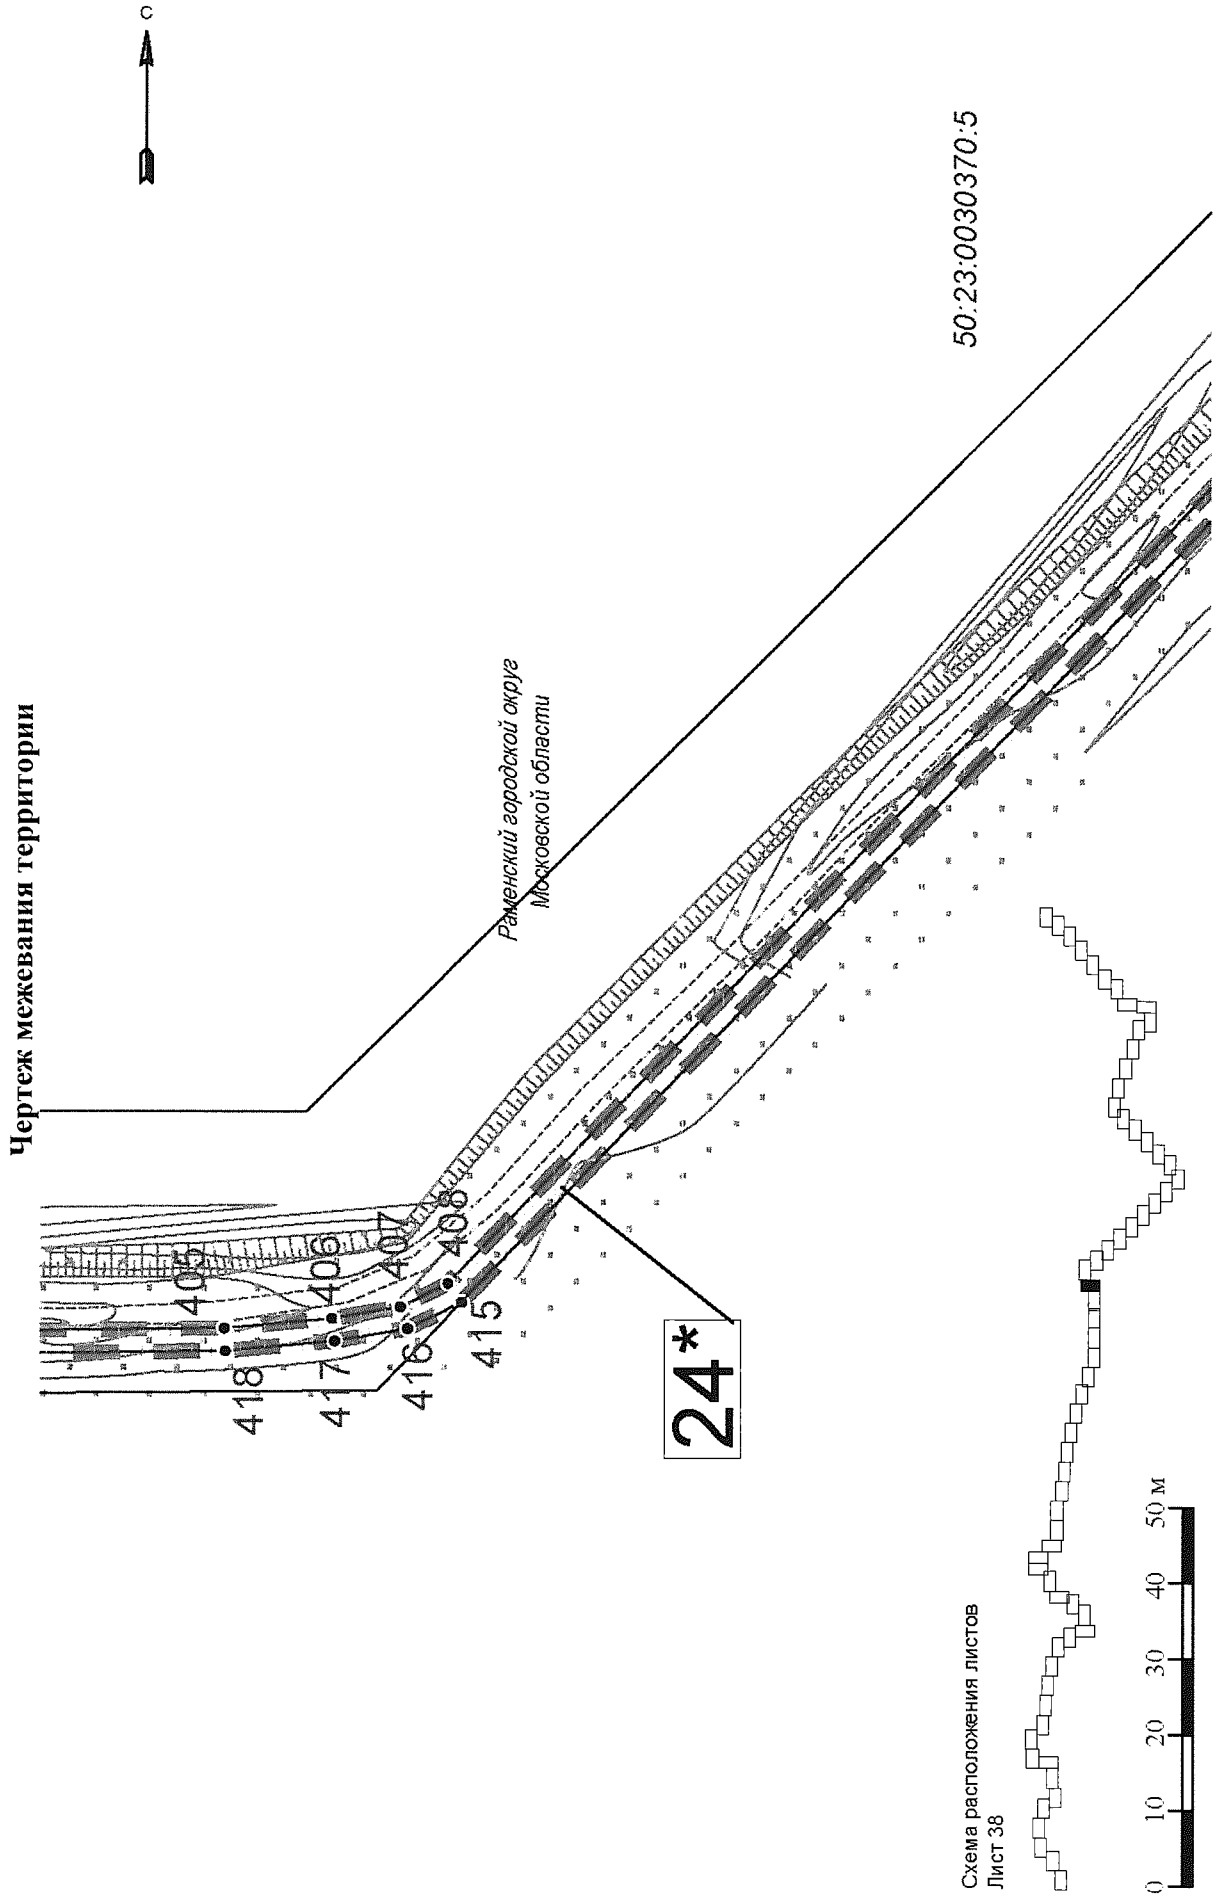 Чертеж межевания территории
С
50:23:0030370:5
Раменский городской округ
Московской области
405
406
407
408
418
417
416
415
24*
Схема расположения листов
Лист 38
0 10 20 30 40 50 м